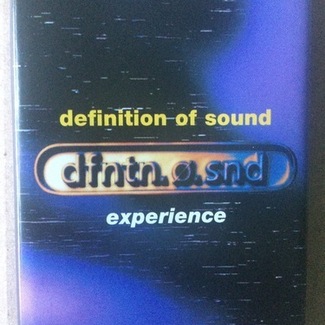 definition of sound
dfntn.ø.snd
experience